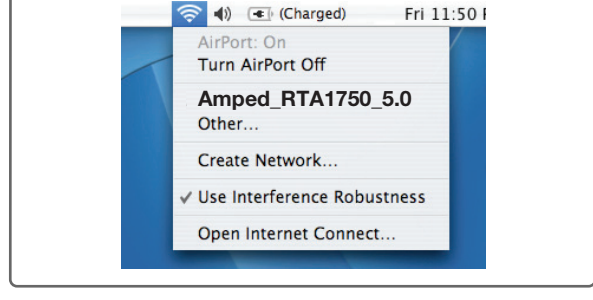 (Charged) Fri 11:50
AirPort: On
Turn AirPort Off
Amped_RTA1750_5.0
Other...
Create Network...
✓ Use Interference Robustness
Open Internet Connect...